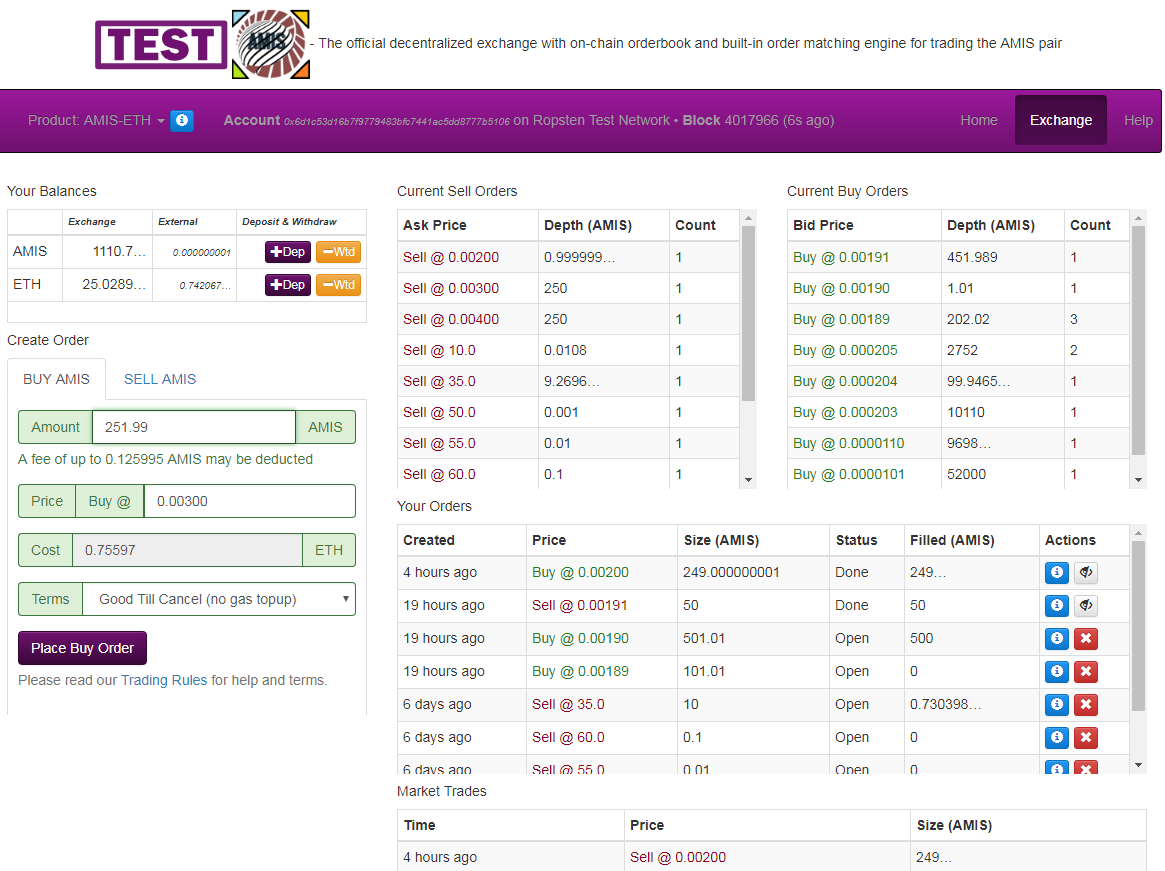 TEST AMIS - The official decentralized exchange with on-chain orderbook and built-in order matching engine for trading the AMIS pair
Product: AMIS-ETH Account 0x6d1c53d16b7f9779483bfc7441ac5dd8777b5106 on Ropsten Test Network • Block 4017966 (6s ago) Home Exchange Help
Your Balances
Exchange External Deposit & Withdraw
AMIS 1110.7… 0.000000001 Dep Wtd
ETH 25.0289… 0.742067… Dep Wtd
Create Order
BUY AMIS SELL AMIS
Amount 251.99 AMIS
A fee of up to 0.125995 AMIS may be deducted
Price Buy @ 0.00300
Cost 0.75597 ETH
Terms Good Till Cancel (no gas topup)
Place Buy Order
Please read our Trading Rules for help and terms.
Current Sell Orders
Ask Price Depth (AMIS) Count
Sell @ 0.00200 0.999999… 1
Sell @ 0.00300 250 1
Sell @ 0.00400 250 1
Sell @ 10.0 0.0108 1
Sell @ 35.0 9.2696… 1
Sell @ 50.0 0.001 1
Sell @ 55.0 0.01 1
Sell @ 60.0 0.1 1
Current Buy Orders
Bid Price Depth (AMIS) Count
Buy @ 0.00191 451.989 1
Buy @ 0.00190 1.01 1
Buy @ 0.00189 202.02 3
Buy @ 0.000205 2752 2
Buy @ 0.000204 99.9465… 1
Buy @ 0.000203 10110 1
Buy @ 0.0000110 9698… 1
Buy @ 0.0000101 52000 1
Your Orders
Created Price Size (AMIS) Status Filled (AMIS) Actions
4 hours ago Buy @ 0.00200 249.000000001 Done 249…
19 hours ago Sell @ 0.00191 50 Done 50
19 hours ago Buy @ 0.00190 501.01 Open 500
19 hours ago Buy @ 0.00189 101.01 Open 0
6 days ago Sell @ 35.0 10 Open 0.730398…
6 days ago Sell @ 60.0 0.1 Open 0
6 days ago Sell @ 55.0 0.01 Open 0
Market Trades
Time Price Size (AMIS)
4 hours ago Sell @ 0.00200 249…